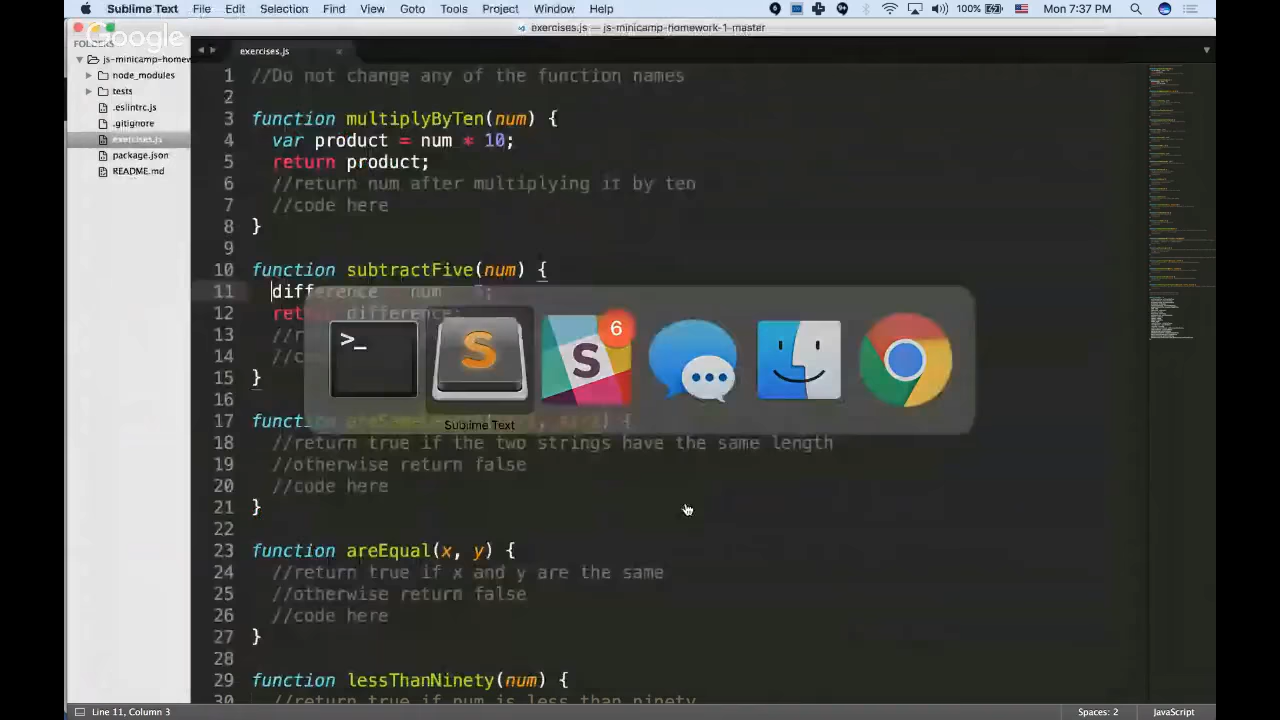 Sublime Text File Edit Selection Find View Goto Tools Project Window Help 100% Mon 7:37 PM
Google
exercises.js — js-minicamp-homework-1-master
FOLDERS
js-minicamp-homew
node_modules
tests
.eslintrc.js
.gitignore
exercises.js
package.json
README.md
exercises.js
1 //Do not change any of the function names
2
3 function multiplyByTen(num) {
4 var product = num * 10;
5 return product;
6 //return num after multiplying it by ten
7 //code here
8 }
9
10 function subtractFive(num) {
11 difference num
12 return difference
13 //r
14 //c
15 }
16
17 function {
18 //return true if the two strings have the same length
19 //otherwise return false
20 //code here
21 }
22
23 function areEqual(x, y) {
24 //return true if x and y are the same
25 //otherwise return false
26 //code here
27 }
28
29 function lessThanNinety(num) {
30 //return true if num is less than ninety
>_
S
S
6
Sublime Text
Line 11, Column 3
Spaces: 2
JavaScript